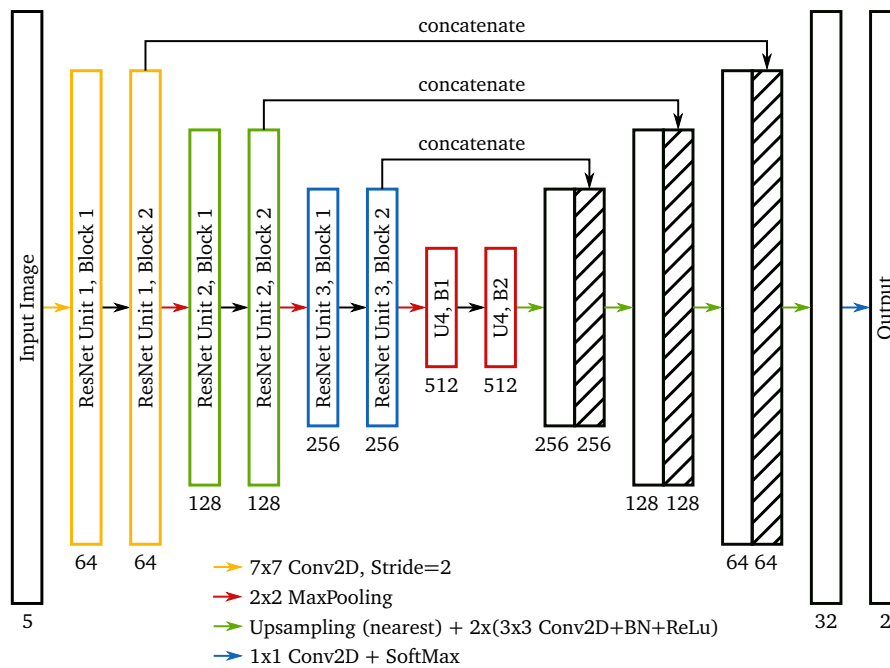 concatenate
concatenate
concatenate
Input Image
ResNet Unit 1, Block 1
ResNet Unit 1, Block 2
ResNet Unit 2, Block 1
ResNet Unit 2, Block 2
ResNet Unit 3, Block 1
ResNet Unit 3, Block 2
U4, B1
U4, B2
Output
5
64
64
128
128
256
256
512
512
256 256
128 128
64 64
32
2
7x7 Conv2D, Stride=2
2x2 MaxPooling
Upsampling (nearest) + 2x(3x3 Conv2D+BN+ReLu)
1x1 Conv2D + SoftMax